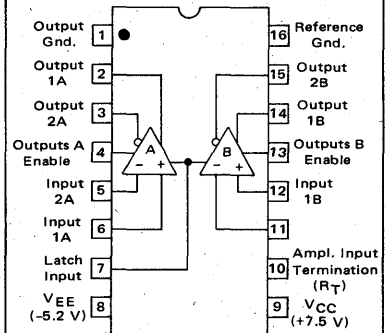 Output Gnd. 1
Output 1A 2
Output 2A 3
Outputs A Enable 4
Input 2A 5
Input 1A 6
Latch Input 7
VEE (-5.2 V) 8
A
- +
B
- +
16 Reference Gnd.
15 Output 2B
14 Output 1B
13 Outputs B Enable
12 Input 1B
11
10 Ampl. Input Termination (RT)
9 VCC (+7.5 V)